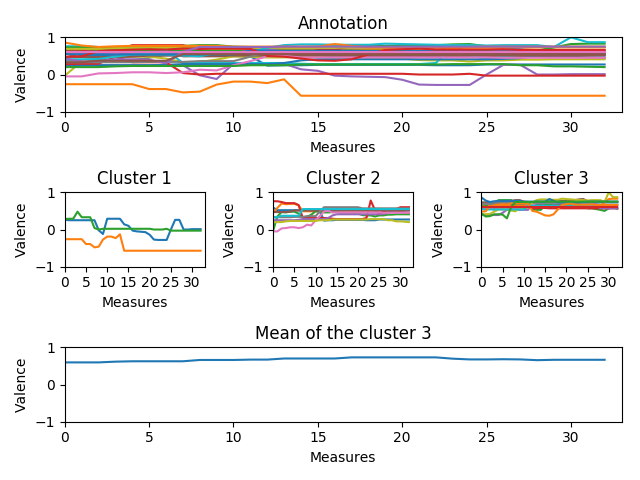 Annotation
Valence
1
0
−1
0 5 10 15 20 25 30
Measures
Cluster 1 Cluster 2 Cluster 3
Valence Valence Valence
1 1 1
0 0 0
−1 −1 −1
0 5 10 15 20 25 30 0 5 10 15 20 25 30 0 5 10 15 20 25 30
Measures Measures Measures
Mean of the cluster 3
Valence
1
0
−1
0 5 10 15 20 25 30
Measures